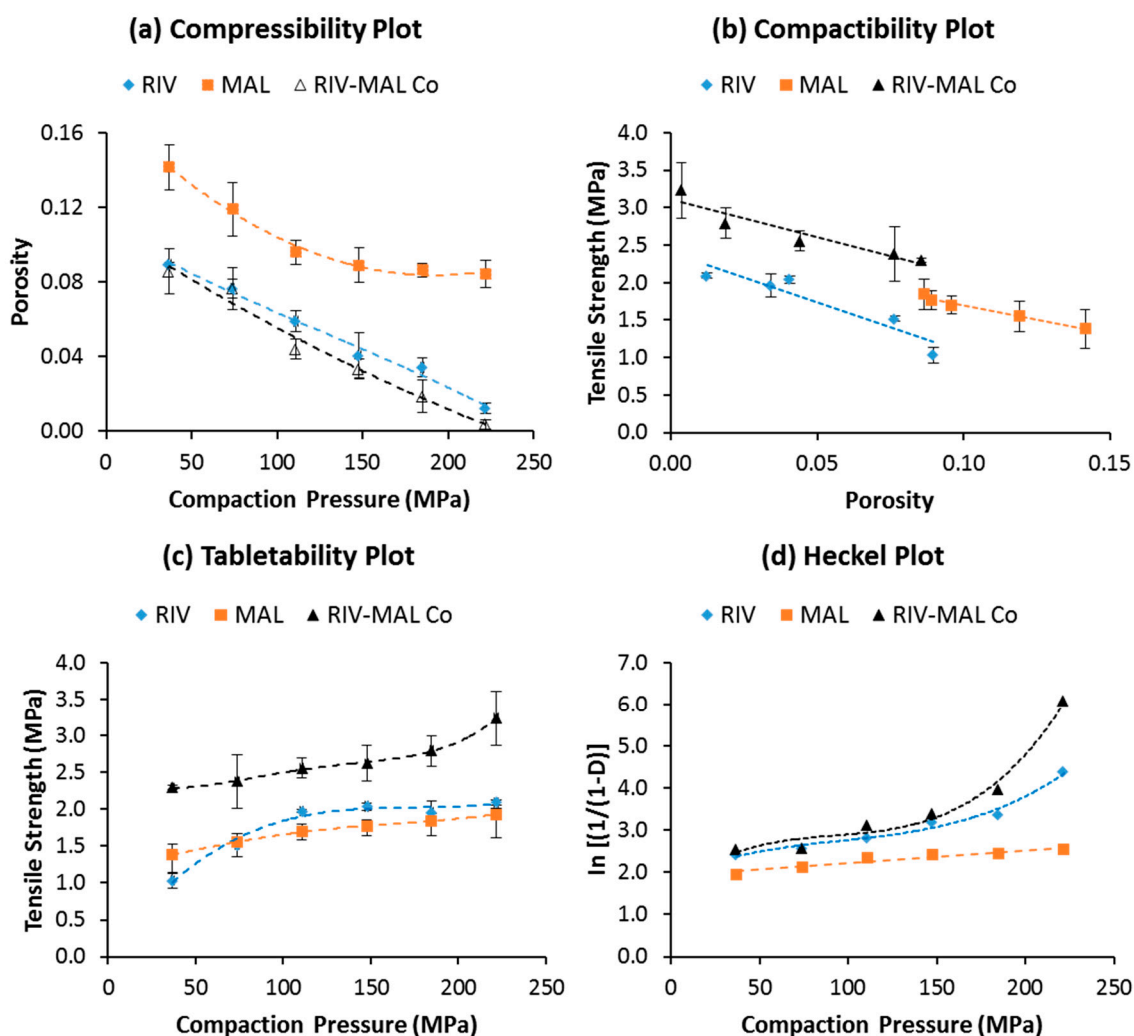 (a) Compressibility Plot
RIV MAL RIV-MAL Co
0.16
0.12
0.08
0.04
0.00
Porosity
0 50 100 150 200 250
Compaction Pressure (MPa)
(b) Compactibility Plot
RIV MAL RIV-MAL Co
4.0
3.5
3.0
2.5
2.0
1.5
1.0
0.5
0.0
Tensile Strength (MPa)
0.00 0.05 0.10 0.15
Porosity
(c) Tabletability Plot
RIV MAL RIV-MAL Co
4.0
3.5
3.0
2.5
2.0
1.5
1.0
0.5
0.0
Tensile Strength (MPa)
0 50 100 150 200 250
Compaction Pressure (MPa)
(d) Heckel Plot
RIV MAL RIV-MAL Co
7.0
6.0
5.0
4.0
3.0
2.0
1.0
0.0
ln [(1/(1-D)]
0 50 100 150 200 250
Compaction Pressure (MPa)